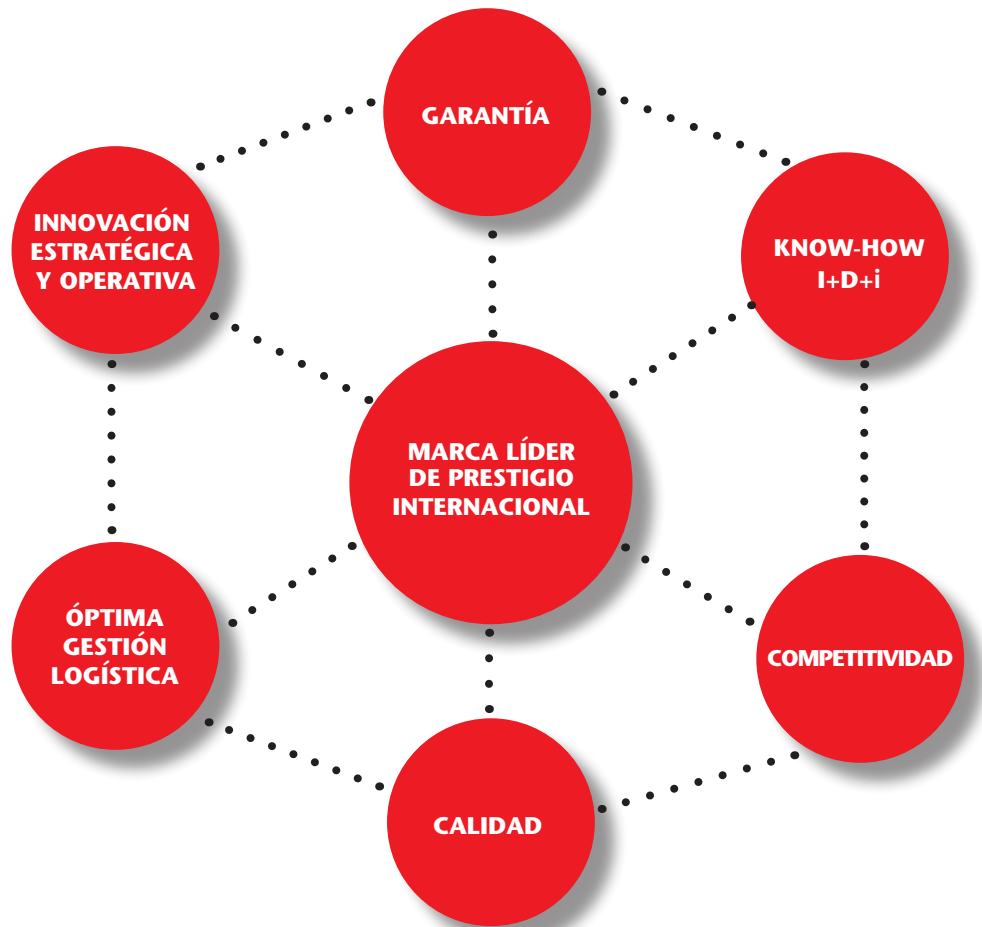 GARANTÍA
INNOVACIÓN
ESTRATÉGICA
Y OPERATIVA
KNOW-HOW
I+D+i
MARCA LÍDER
DE PRESTIGIO
INTERNACIONAL
ÓPTIMA
GESTIÓN
LOGÍSTICA
COMPETITIVIDAD
CALIDAD